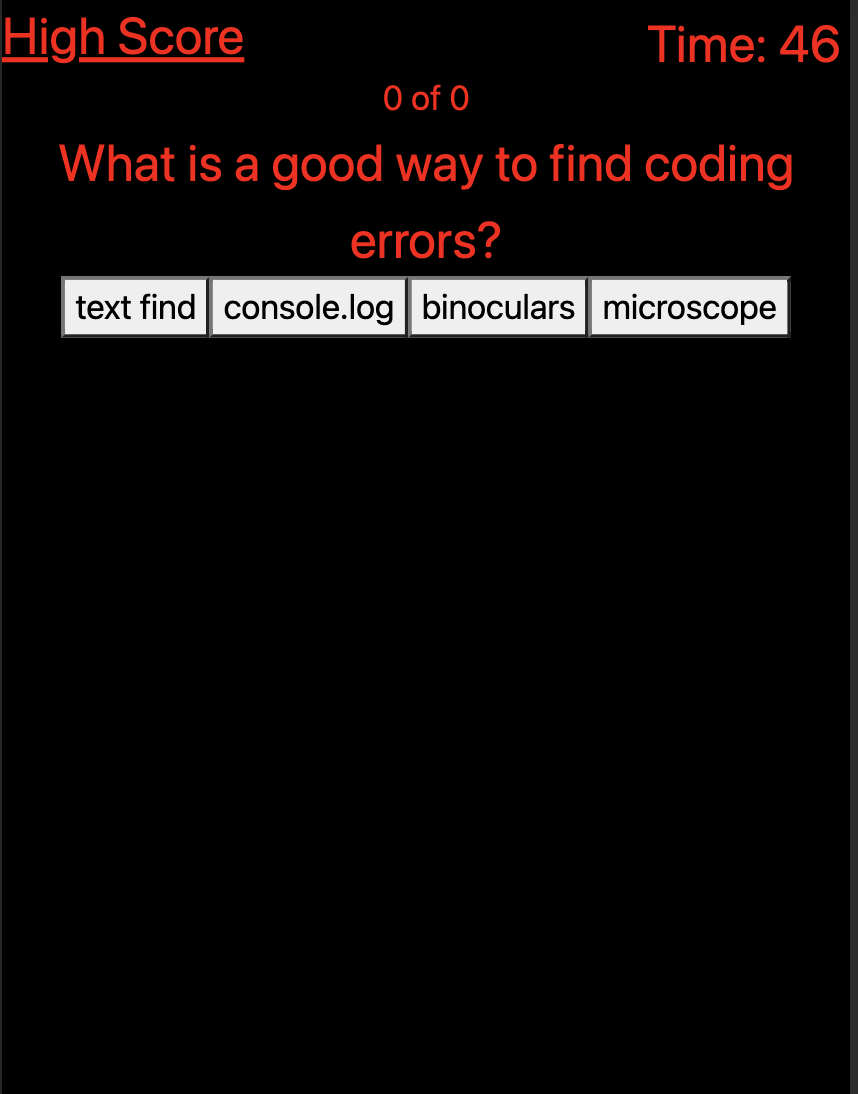 High Score
Time: 46
0 of 0
What is a good way to find coding
errors?
text find
console.log
binoculars
microscope